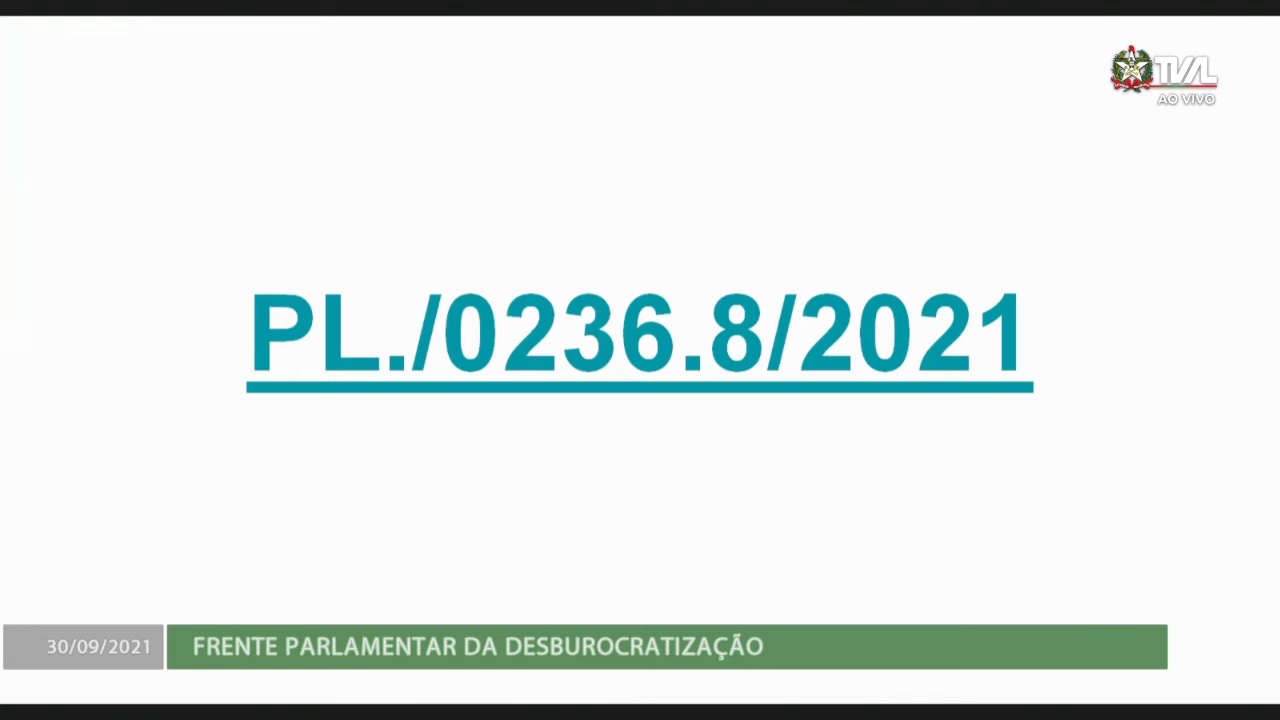 TVAL
AO VIVO
PL./0236.8/2021
30/09/2021
FRENTE PARLAMENTAR DA DESBUROCRATIZAÇÃO